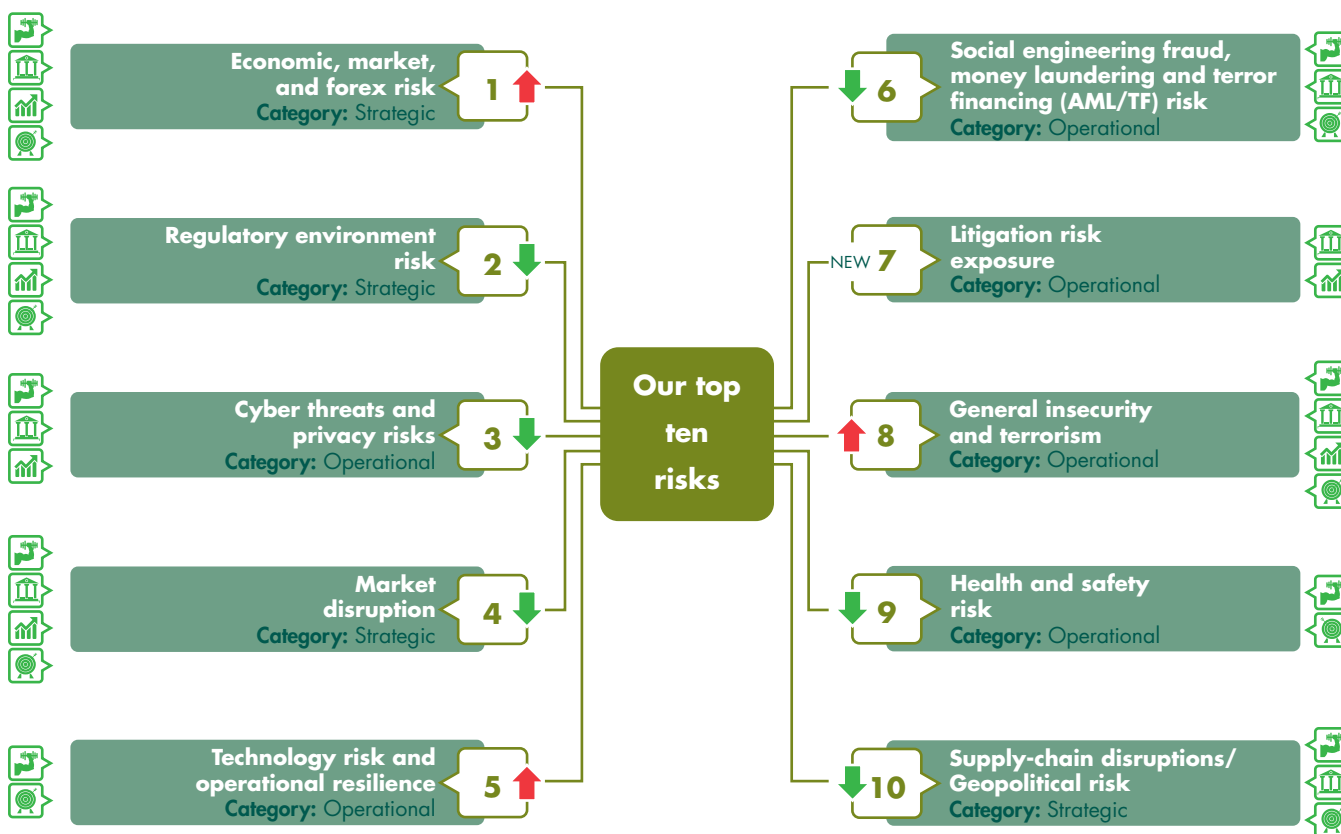 Economic, market,
and forex risk
Category: Strategic
1
Regulatory environment
risk
Category: Strategic
2
Cyber threats and
privacy risks
Category: Operational
3
Market
disruption
Category: Strategic
4
Technology risk and
operational resilience
Category: Operational
5
Our top
ten
risks
6
Social engineering fraud,
money laundering and terror
financing (AML/TF) risk
Category: Operational
NEW 7
Litigation risk
exposure
Category: Operational
8
General insecurity
and terrorism
Category: Operational
9
Health and safety
risk
Category: Operational
10
Supply-chain disruptions/
Geopolitical risk
Category: Strategic